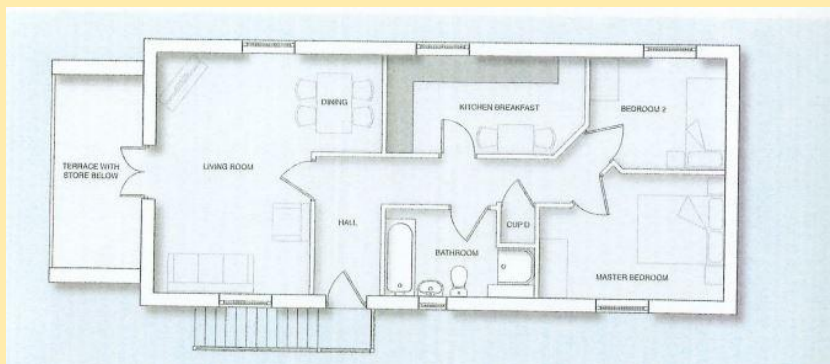 DINING
KITCHEN BREAKFAST
BEDROOM 2
TERRACE WITH
STORE BELOW
LIVING ROOM
HALL
CUP'D
BATHROOM
MASTER BEDROOM